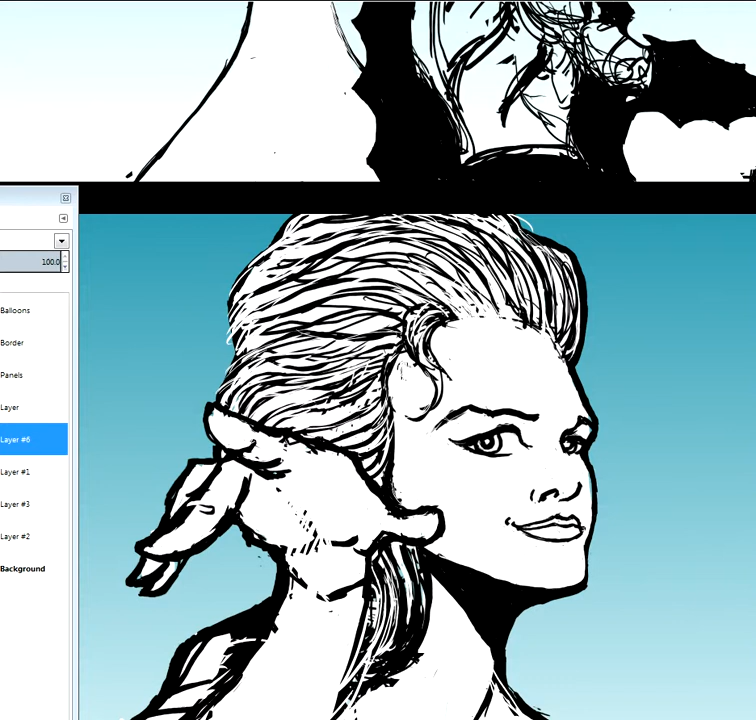 100.0
Balloons
Border
Panels
Layer
Layer #6
Layer #1
Layer #3
Layer #2
Background